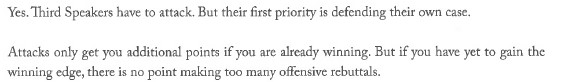 Yes. Third Speakers have to attack. But their first priority is defending their own case.
Attacks only get you additional points if you are already winning. But if you have yet to gain the
winning edge, there is no point making too many offensive rebuttals.